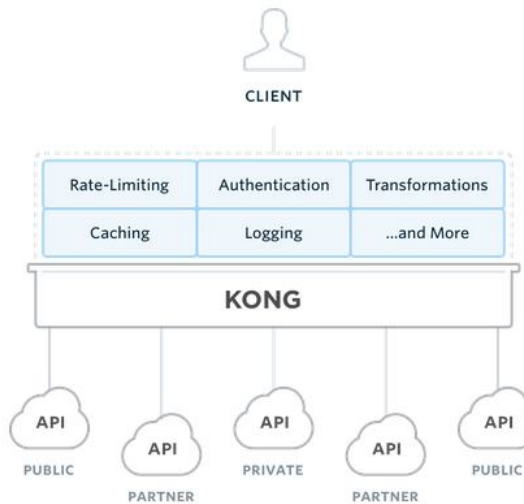 CLIENT
Rate-Limiting Authentication Transformations
Caching Logging ...and More
KONG
API API API API API
PUBLIC PARTNER PRIVATE PARTNER PUBLIC